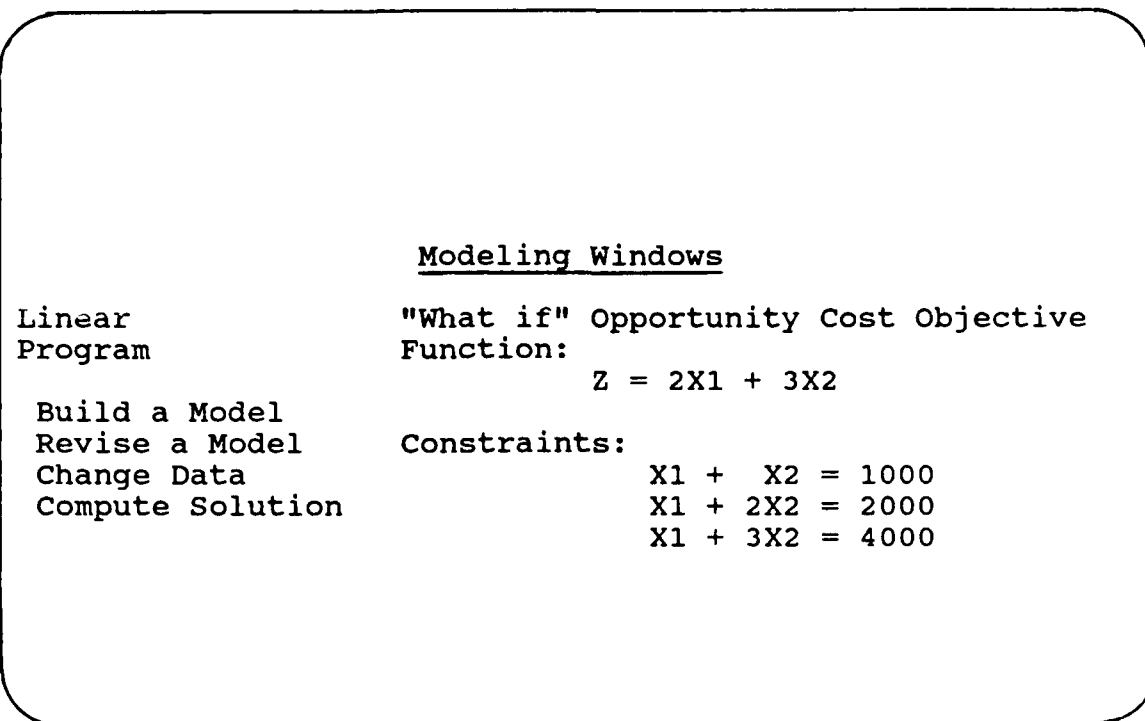 Modeling Windows
Linear
Program
Build a Model
Revise a Model
Change Data
Compute Solution
"What if" Opportunity Cost Objective
Function:
Z = 2X1 + 3X2
Constraints:
X1 + X2 = 1000
X1 + 2X2 = 2000
X1 + 3X2 = 4000